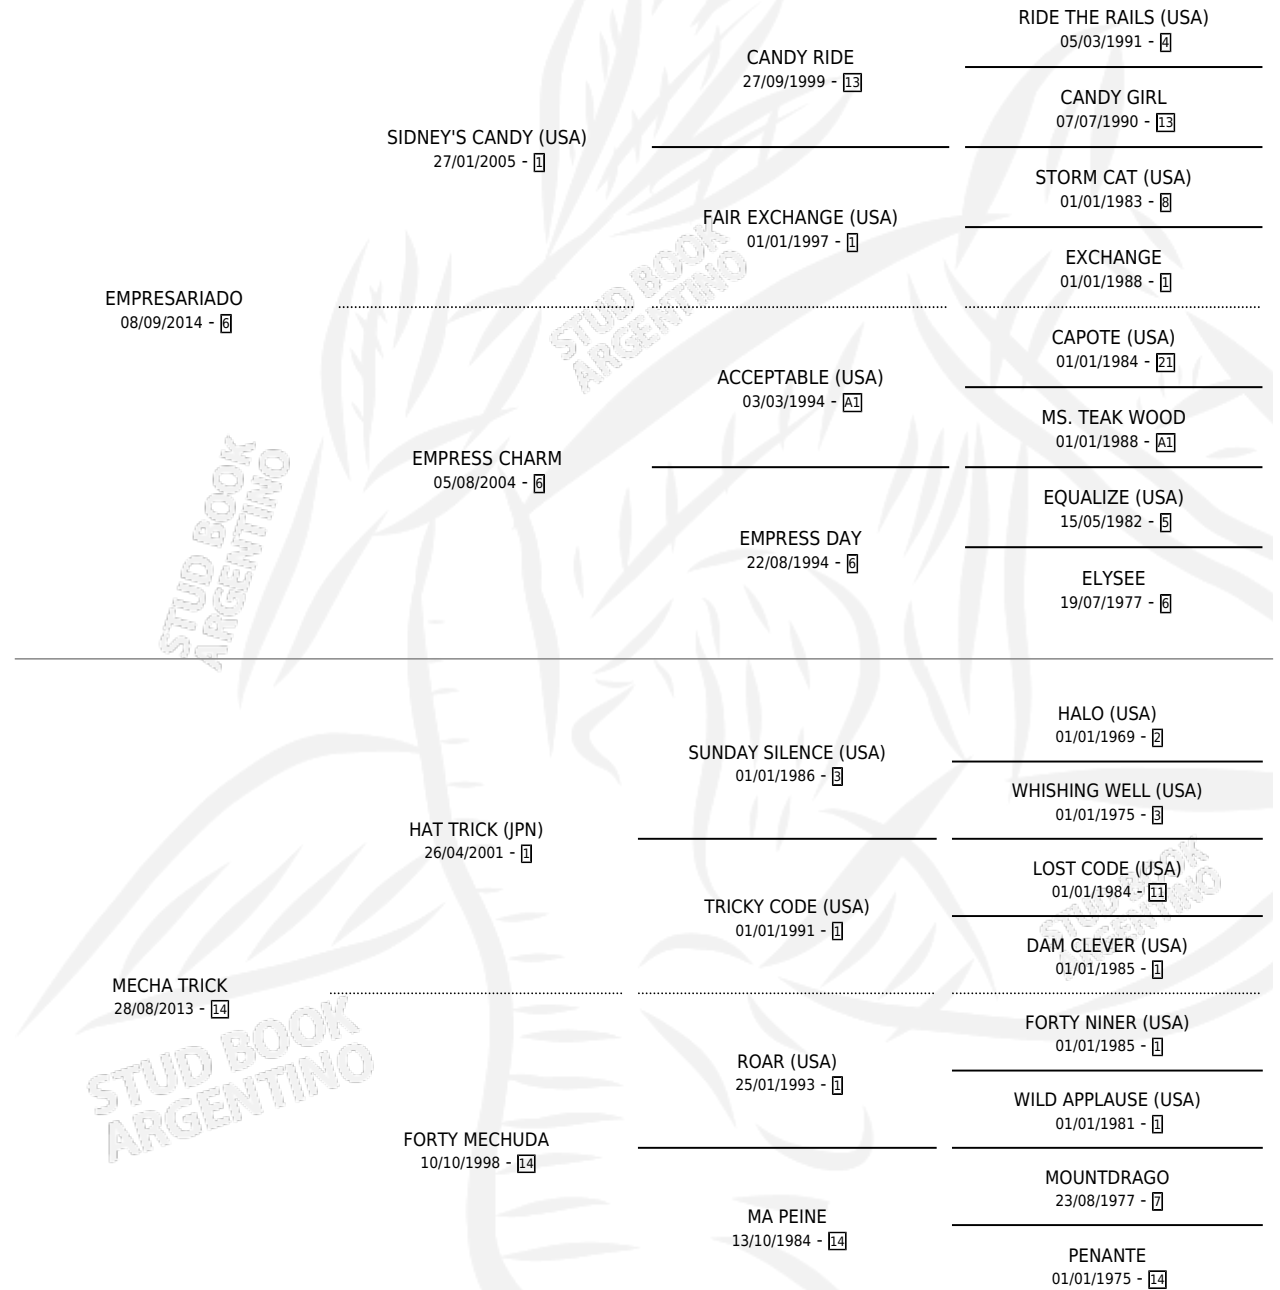 RIDE THE RAILS (USA)
05/03/1991 - 4
CANDY RIDE
27/09/1999 - 13
CANDY GIRL
07/07/1990 - 13
SIDNEY'S CANDY (USA)
27/01/2005 - 1
STORM CAT (USA)
01/01/1983 - 8
FAIR EXCHANGE (USA)
01/01/1997 - 1
EXCHANGE
01/01/1988 - 1
EMPRESARIADO
08/09/2014 - 6
STUD BOOK
ARGENTINO
CAPOTE (USA)
01/01/1984 - 21
ACCEPTABLE (USA)
03/03/1994 - A1
MS. TEAK WOOD
01/01/1988 - A1
EMPRESS CHARM
05/08/2004 - 6
EQUALIZE (USA)
15/05/1982 - 5
EMPRESS DAY
22/08/1994 - 6
ELYSEE
19/07/1977 - 6
STUD BOOK
ARGENTINO
HALO (USA)
01/01/1969 - 2
SUNDAY SILENCE (USA)
01/01/1986 - 3
WHISHING WELL (USA)
01/01/1975 - 3
HAT TRICK (JPN)
26/04/2001 - 1
LOST CODE (USA)
01/01/1984 - 11
TRICKY CODE (USA)
01/01/1991 - 1
STUD BOOK
ARGENTINO
DAM CLEVER (USA)
01/01/1985 - 1
MECHA TRICK
28/08/2013 - 14
STUD BOOK
ARGENTINO
FORTY NINER (USA)
01/01/1985 - 1
ROAR (USA)
25/01/1993 - 1
WILD APPLAUSE (USA)
01/01/1981 - 1
FORTY MECHUDA
10/10/1998 - 14
MOUNTDRAGO
23/08/1977 - 7
MA PEINE
13/10/1984 - 14
PENANTE
01/01/1975 - 14